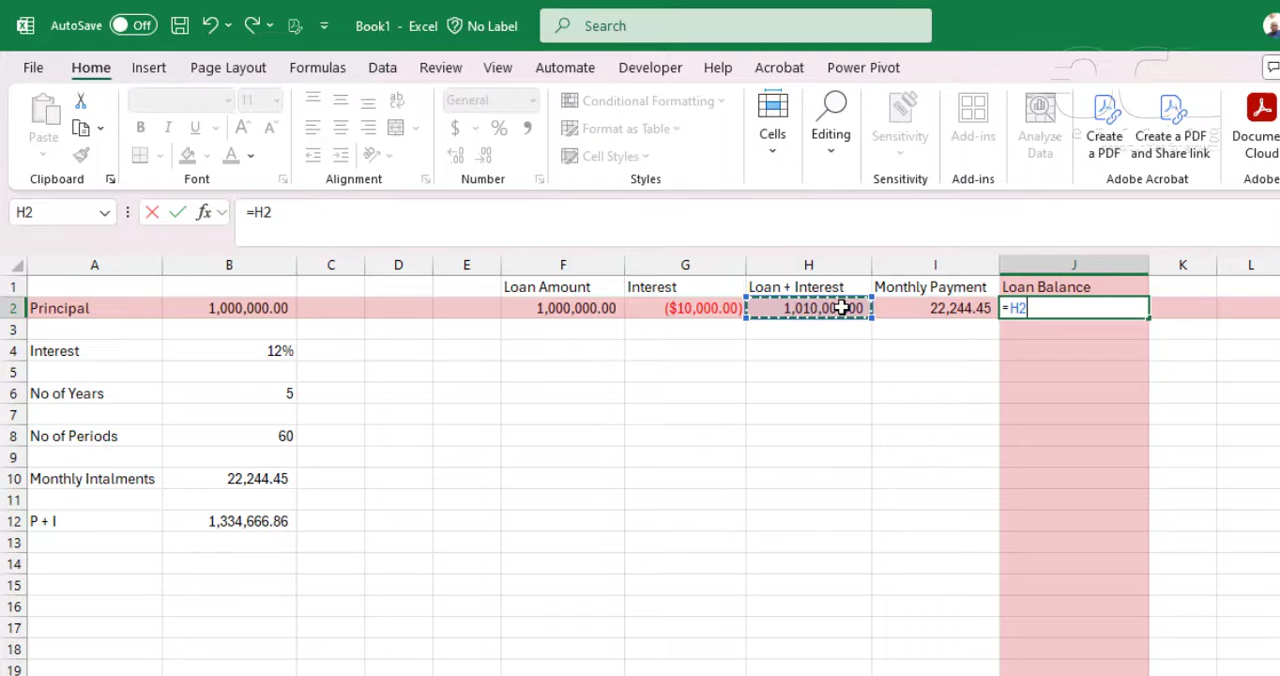 AutoSave Off Book1 - Excel No Label Search
File Home Insert Page Layout Formulas Data Review View Automate Developer Help Acrobat Power Pivot
Paste
11
B I U A A
General
$ % 9
Conditional Formatting
Format as Table
Cell Styles
Cells
Editing
Sensitivity
Add-ins
Analyze
Data
Create
a PDF
Create a PDF
and Share link
Docume
Cloud
Clipboard Font Alignment Number Styles Sensitivity Add-ins Adobe Acrobat Adobe
H2 fx =H2
A B C D E F G H I J K L
1 Loan Amount Interest Loan + Interest Monthly Payment Loan Balance
2 Principal 1,000,000.00 1,000,000.00 ($10,000.00) 22,244.45 =H2
3
4 Interest 12%
5
6 No of Years 5
7
8 No of Periods 60
9
10 Monthly Intalments 22,244.45
11
12 P + I 1,334,666.86
13
14
15
16
17
18
19